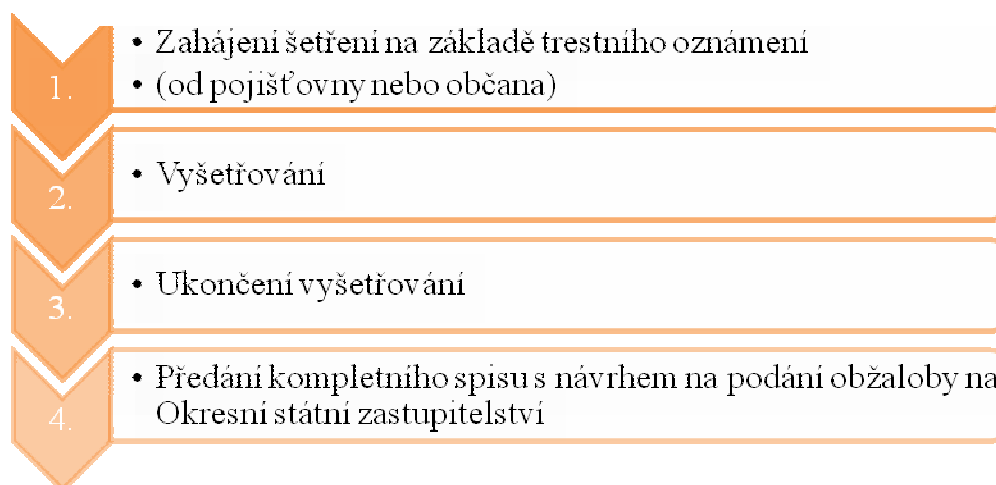 1.
• Zahájení šetření na základě trestního oznámení
• (od pojišťovny nebo občana)
2.
• Vyšetřování
3.
• Ukončení vyšetřování
4.
• Předání kompletního spisu s návrhem na podání obžaloby na
Okresní státní zastupitelství